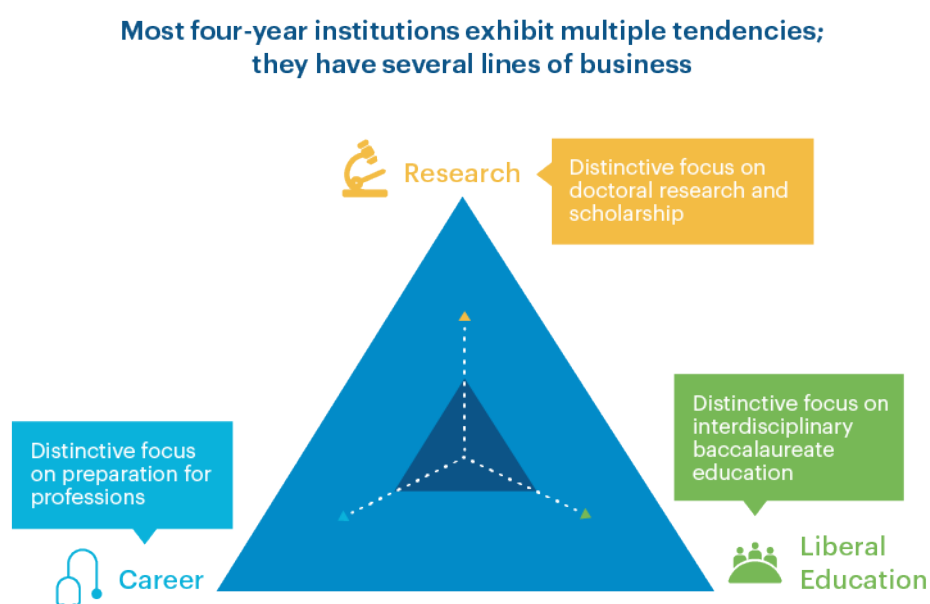 Most four-year institutions exhibit multiple tendencies;
they have several lines of business
Research
Distinctive focus on
doctoral research and
scholarship
Distinctive focus on
interdisciplinary
baccalaureate
education
Distinctive focus
on preparation for
professions
Career
Liberal
Education